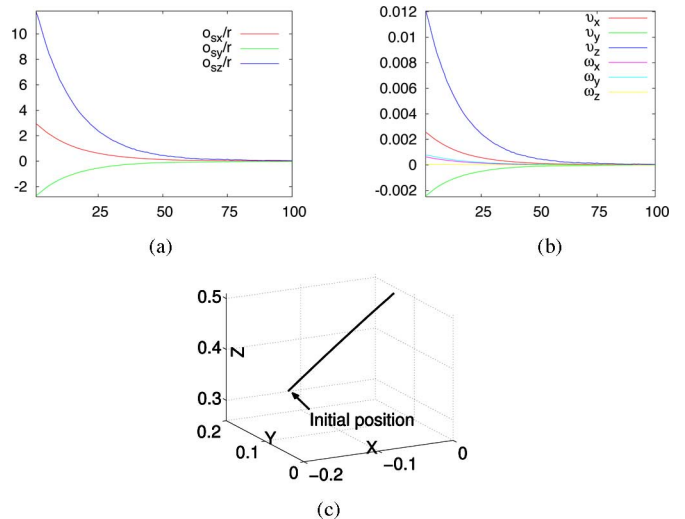 10
8
6
4
2
0
-2
25 50 75 100
o_sx/r
o_sy/r
o_sz/r
(a)
0.012
0.01
0.008
0.006
0.004
0.002
0
-0.002
25 50 75 100
υ_x
υ_y
υ_z
ω_x
ω_y
ω_z
(b)
0.5
0.4
0.3
Z
0.2
0.1
0
Y
−0.2
−0.1
0
X
Initial position
(c)